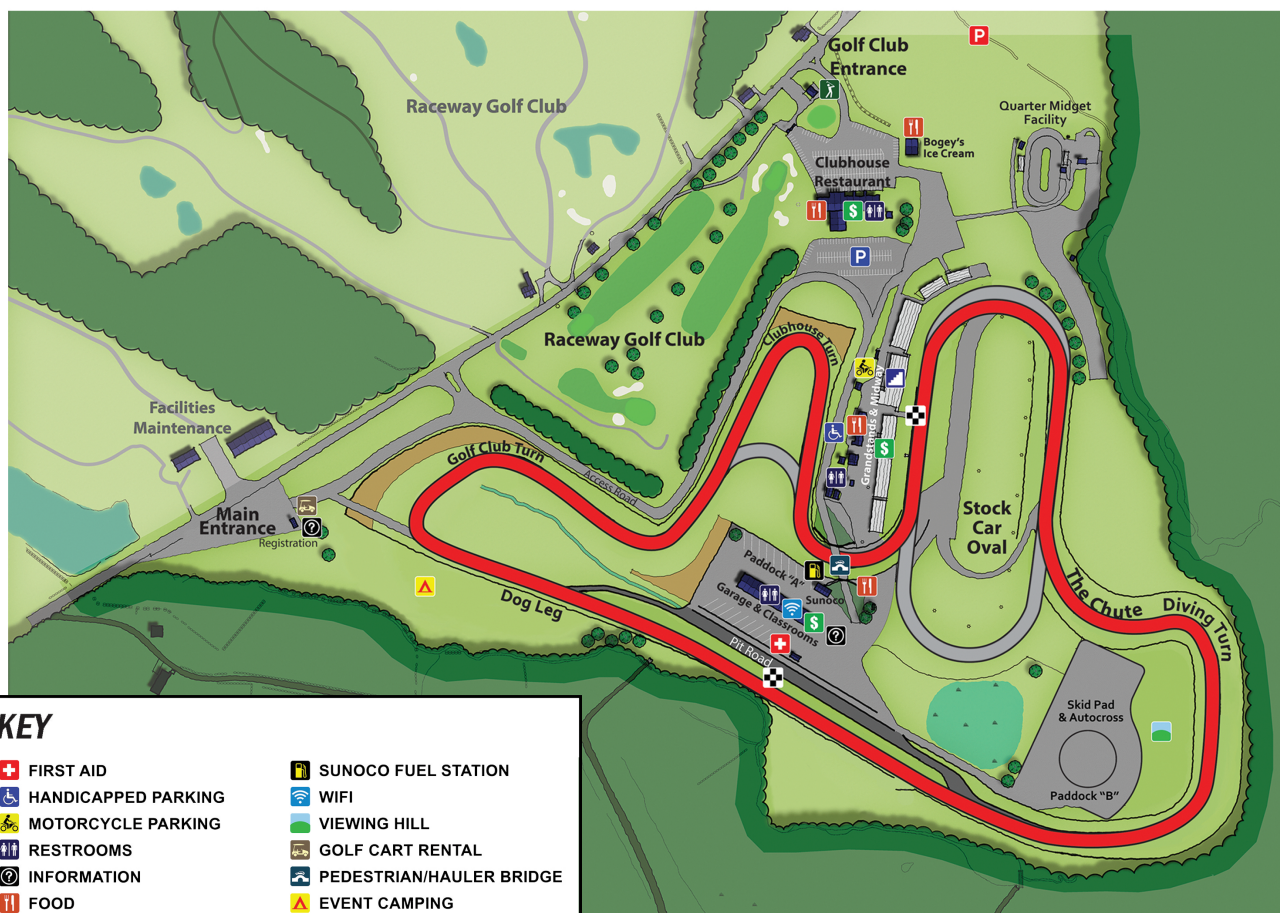 Golf Club
Entrance
P
Raceway Golf Club
Quarter Midget
Facility
Bogey's
Ice Cream
Clubhouse
Restaurant
$
P
Raceway Golf Club
Clubhouse Turn
Grandstands & Midway
$
Facilities
Maintenance
Golf Club Turn
Access Road
Main
Entrance
Registration
?
Stock
Car
Oval
Paddock "A"
Sunoco
Garage & Classrooms
$
?
Dog Leg
Pit Road
The Chute
Diving Turn
Skid Pad
& Autocross
Paddock "B"
KEY
FIRST AID
HANDICAPPED PARKING
MOTORCYCLE PARKING
RESTROOMS
? INFORMATION
FOOD
SUNOCO FUEL STATION
WIFI
VIEWING HILL
GOLF CART RENTAL
PEDESTRIAN/HAULER BRIDGE
EVENT CAMPING